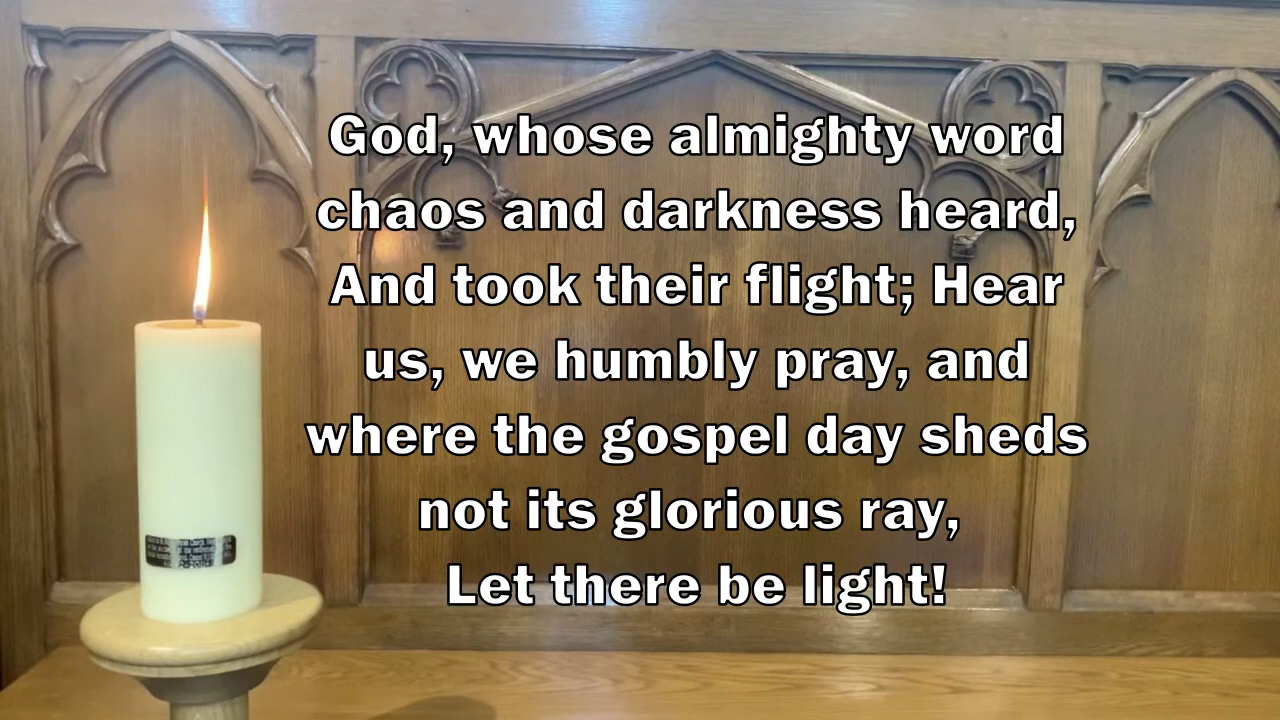 God, whose almighty word
chaos and darkness heard,
And took their flight; Hear
us, we humbly pray, and
where the gospel day sheds
not its glorious ray,
Let there be light!